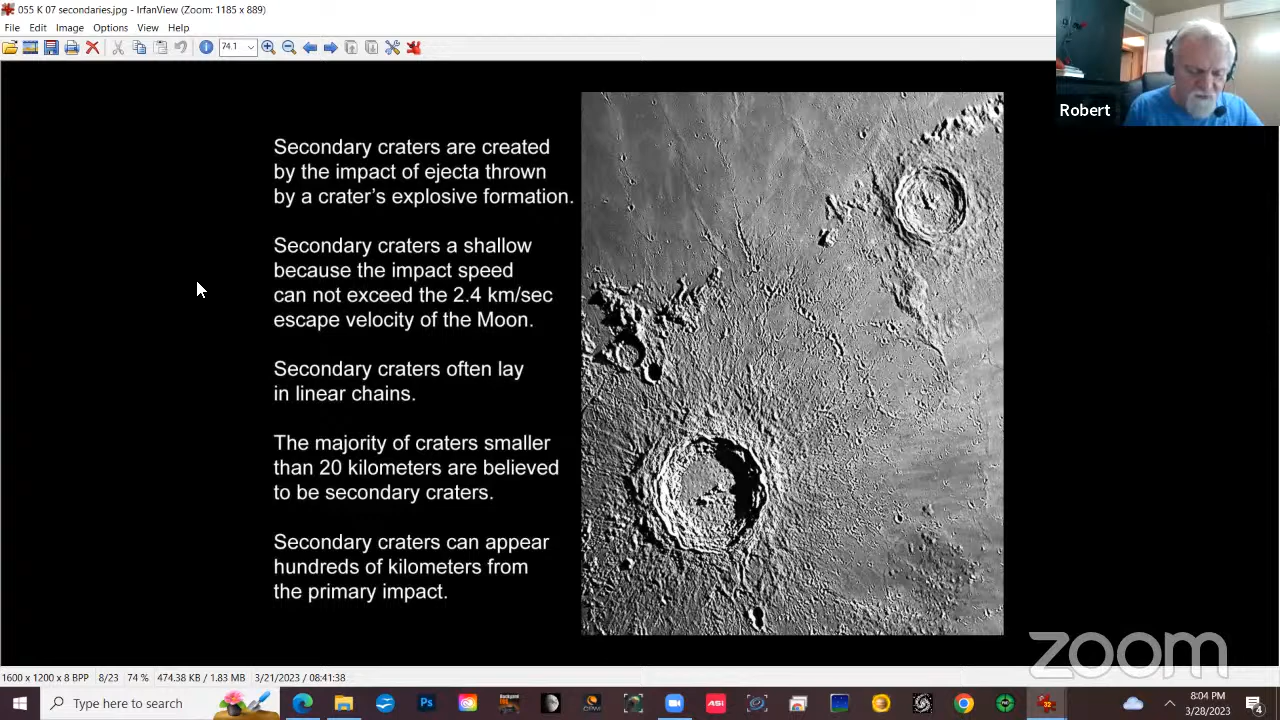 055 K 07 secondaries.jpg - IrfanView (Zoom: 1185 x 889)
File Edit Image Options View Help
74.1
Robert
Secondary craters are created
by the impact of ejecta thrown
by a crater's explosive formation.
Secondary craters a shallow
because the impact speed
can not exceed the 2.4 km/sec
escape velocity of the Moon.
Secondary craters often lay
in linear chains.
The majority of craters smaller
than 20 kilometers are believed
to be secondary craters.
Secondary craters can appear
hundreds of kilometers from
the primary impact.
zoom
1600 x 1200 x 8 BPP 8/23 74 % 474.38 KB / 1.83 MB 3/21/2023 / 08:41:38
Type here to search
Ps
ASI
8:04 PM
3/28/2023
4